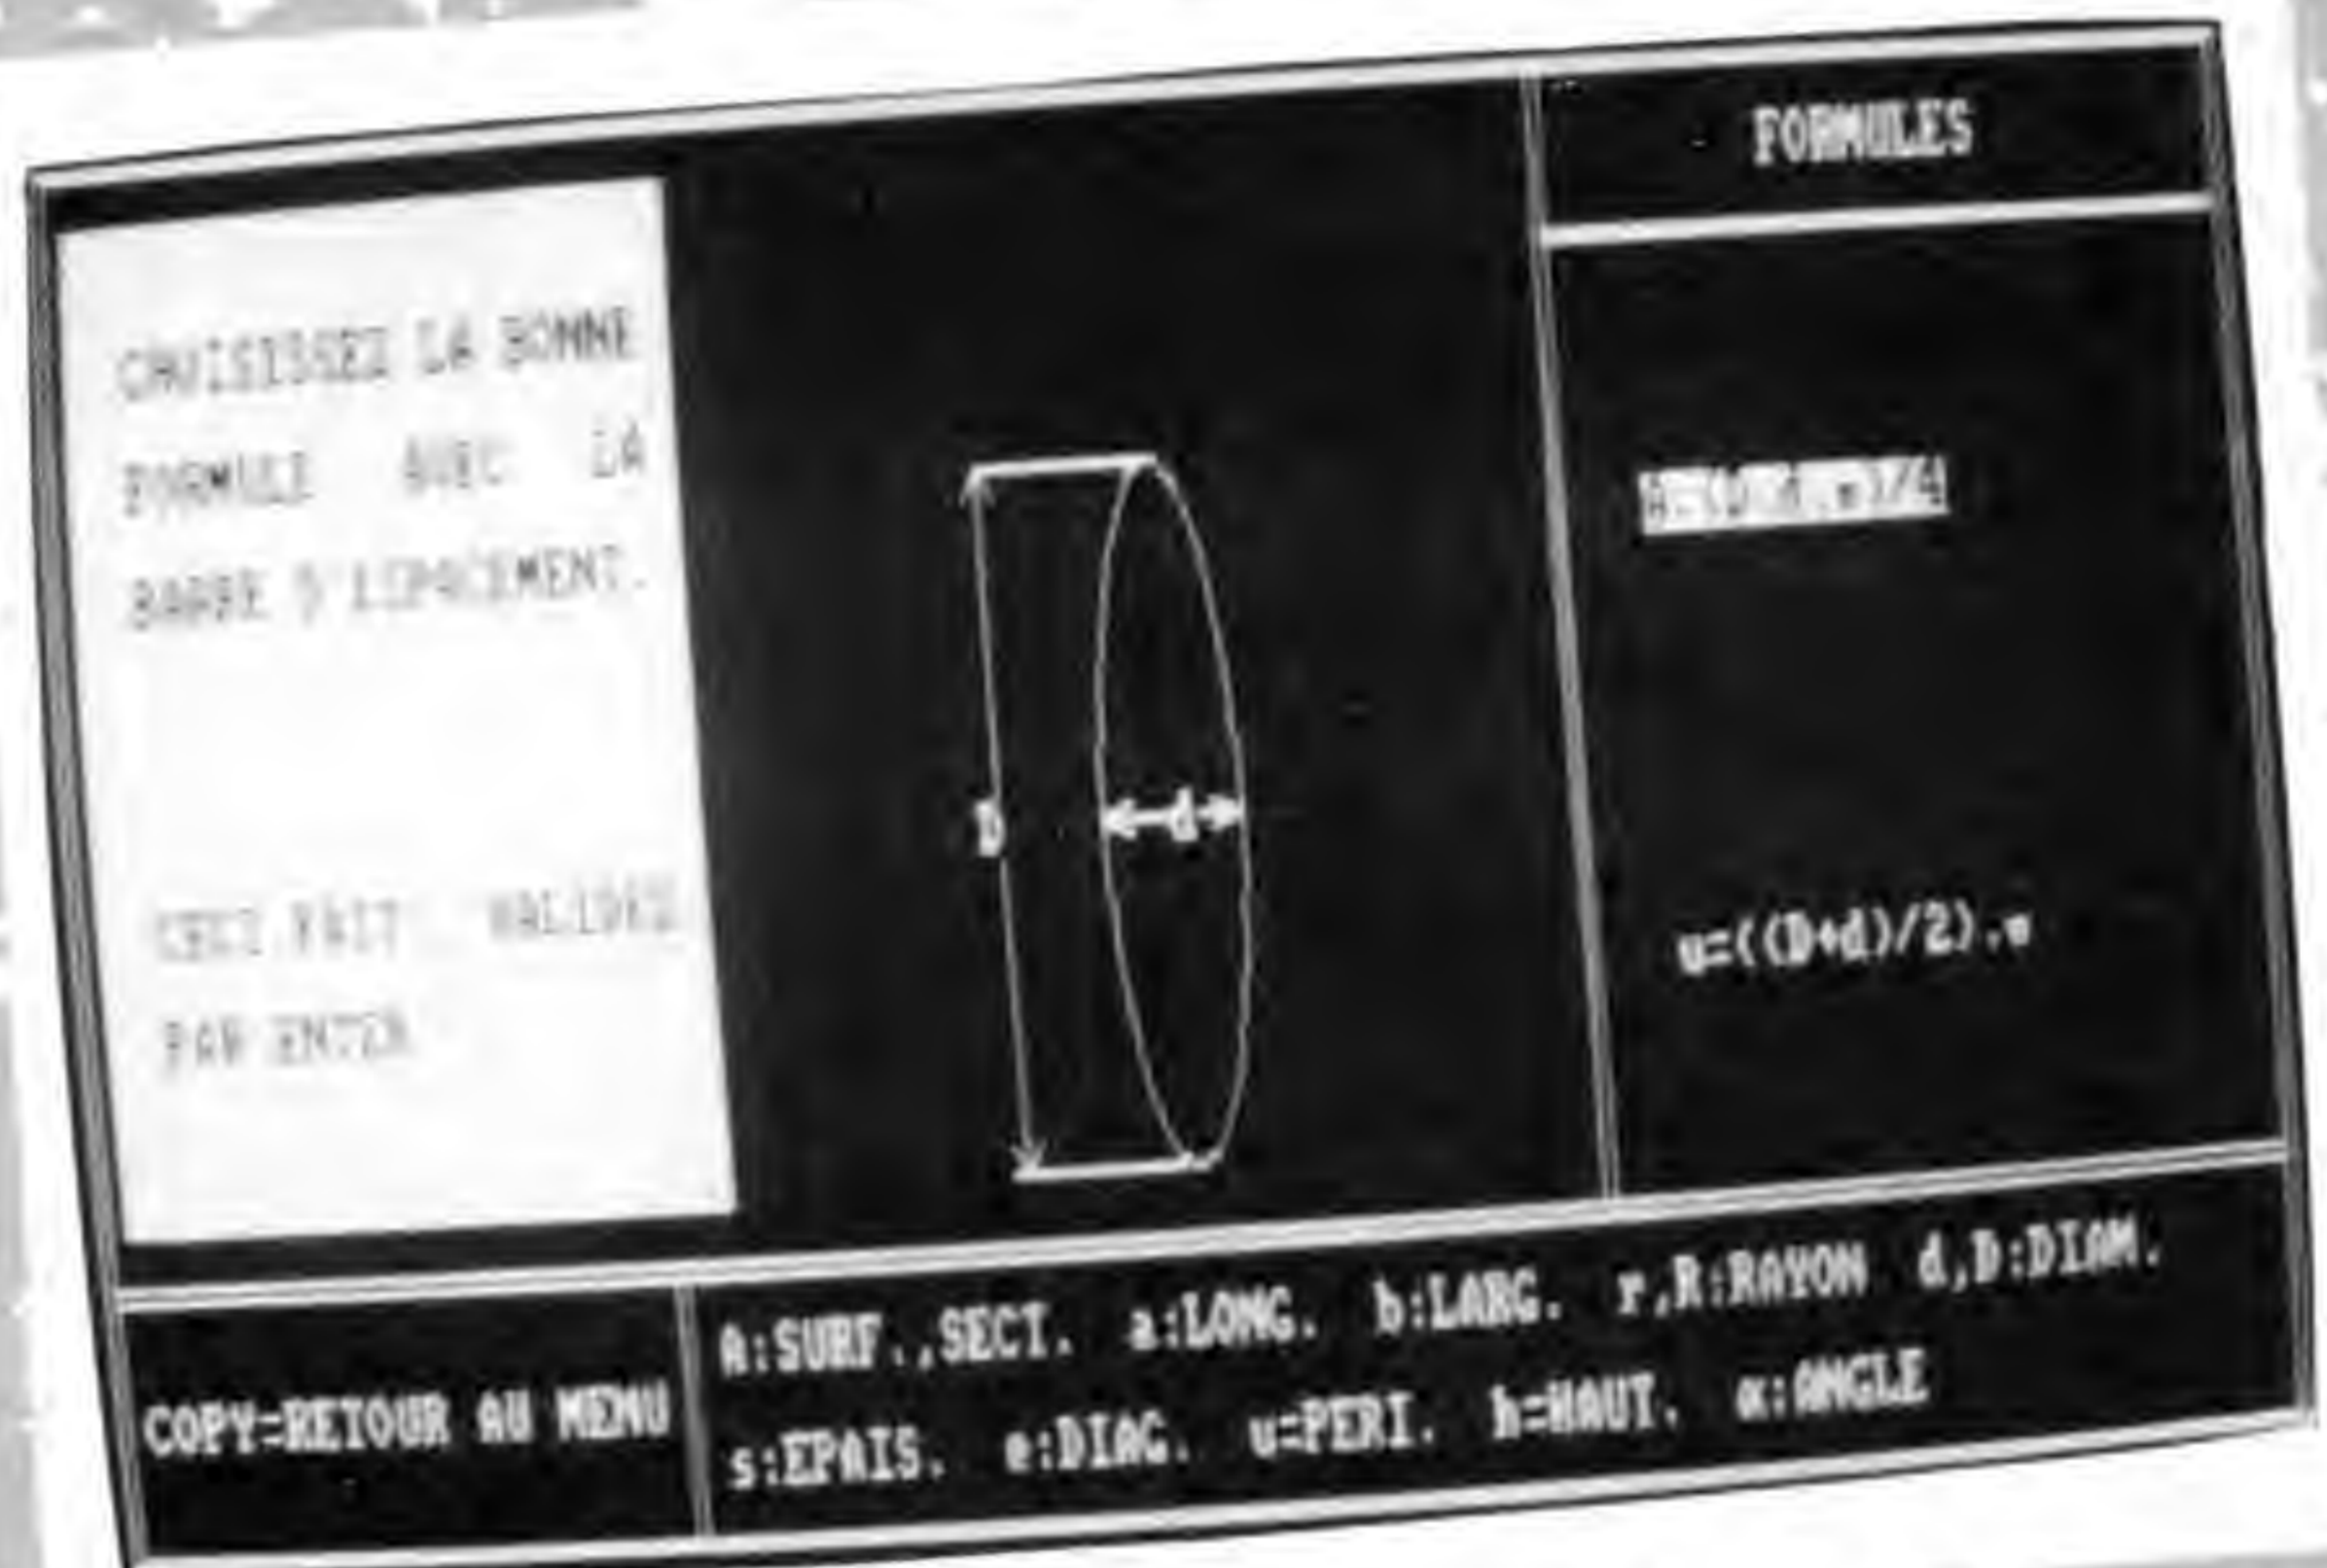 CHOISISSEZ LA BONNE
FORMULE AVEC LA
BARRE D'ESPACEMENT.
CECI FAIT, VALIDEZ
PAR ENTER
D
d
FORMULES
A=(D.d.π)/4
u=((D+d)/2).π
COPY=RETOUR AU MENU
A:SURF.,SECT. a:LONG. b:LARG. r,R:RAYON d,D:DIAM.
s:EPAIS. e:DIAG. u=PERI. h=HAUT. α:ANGLE